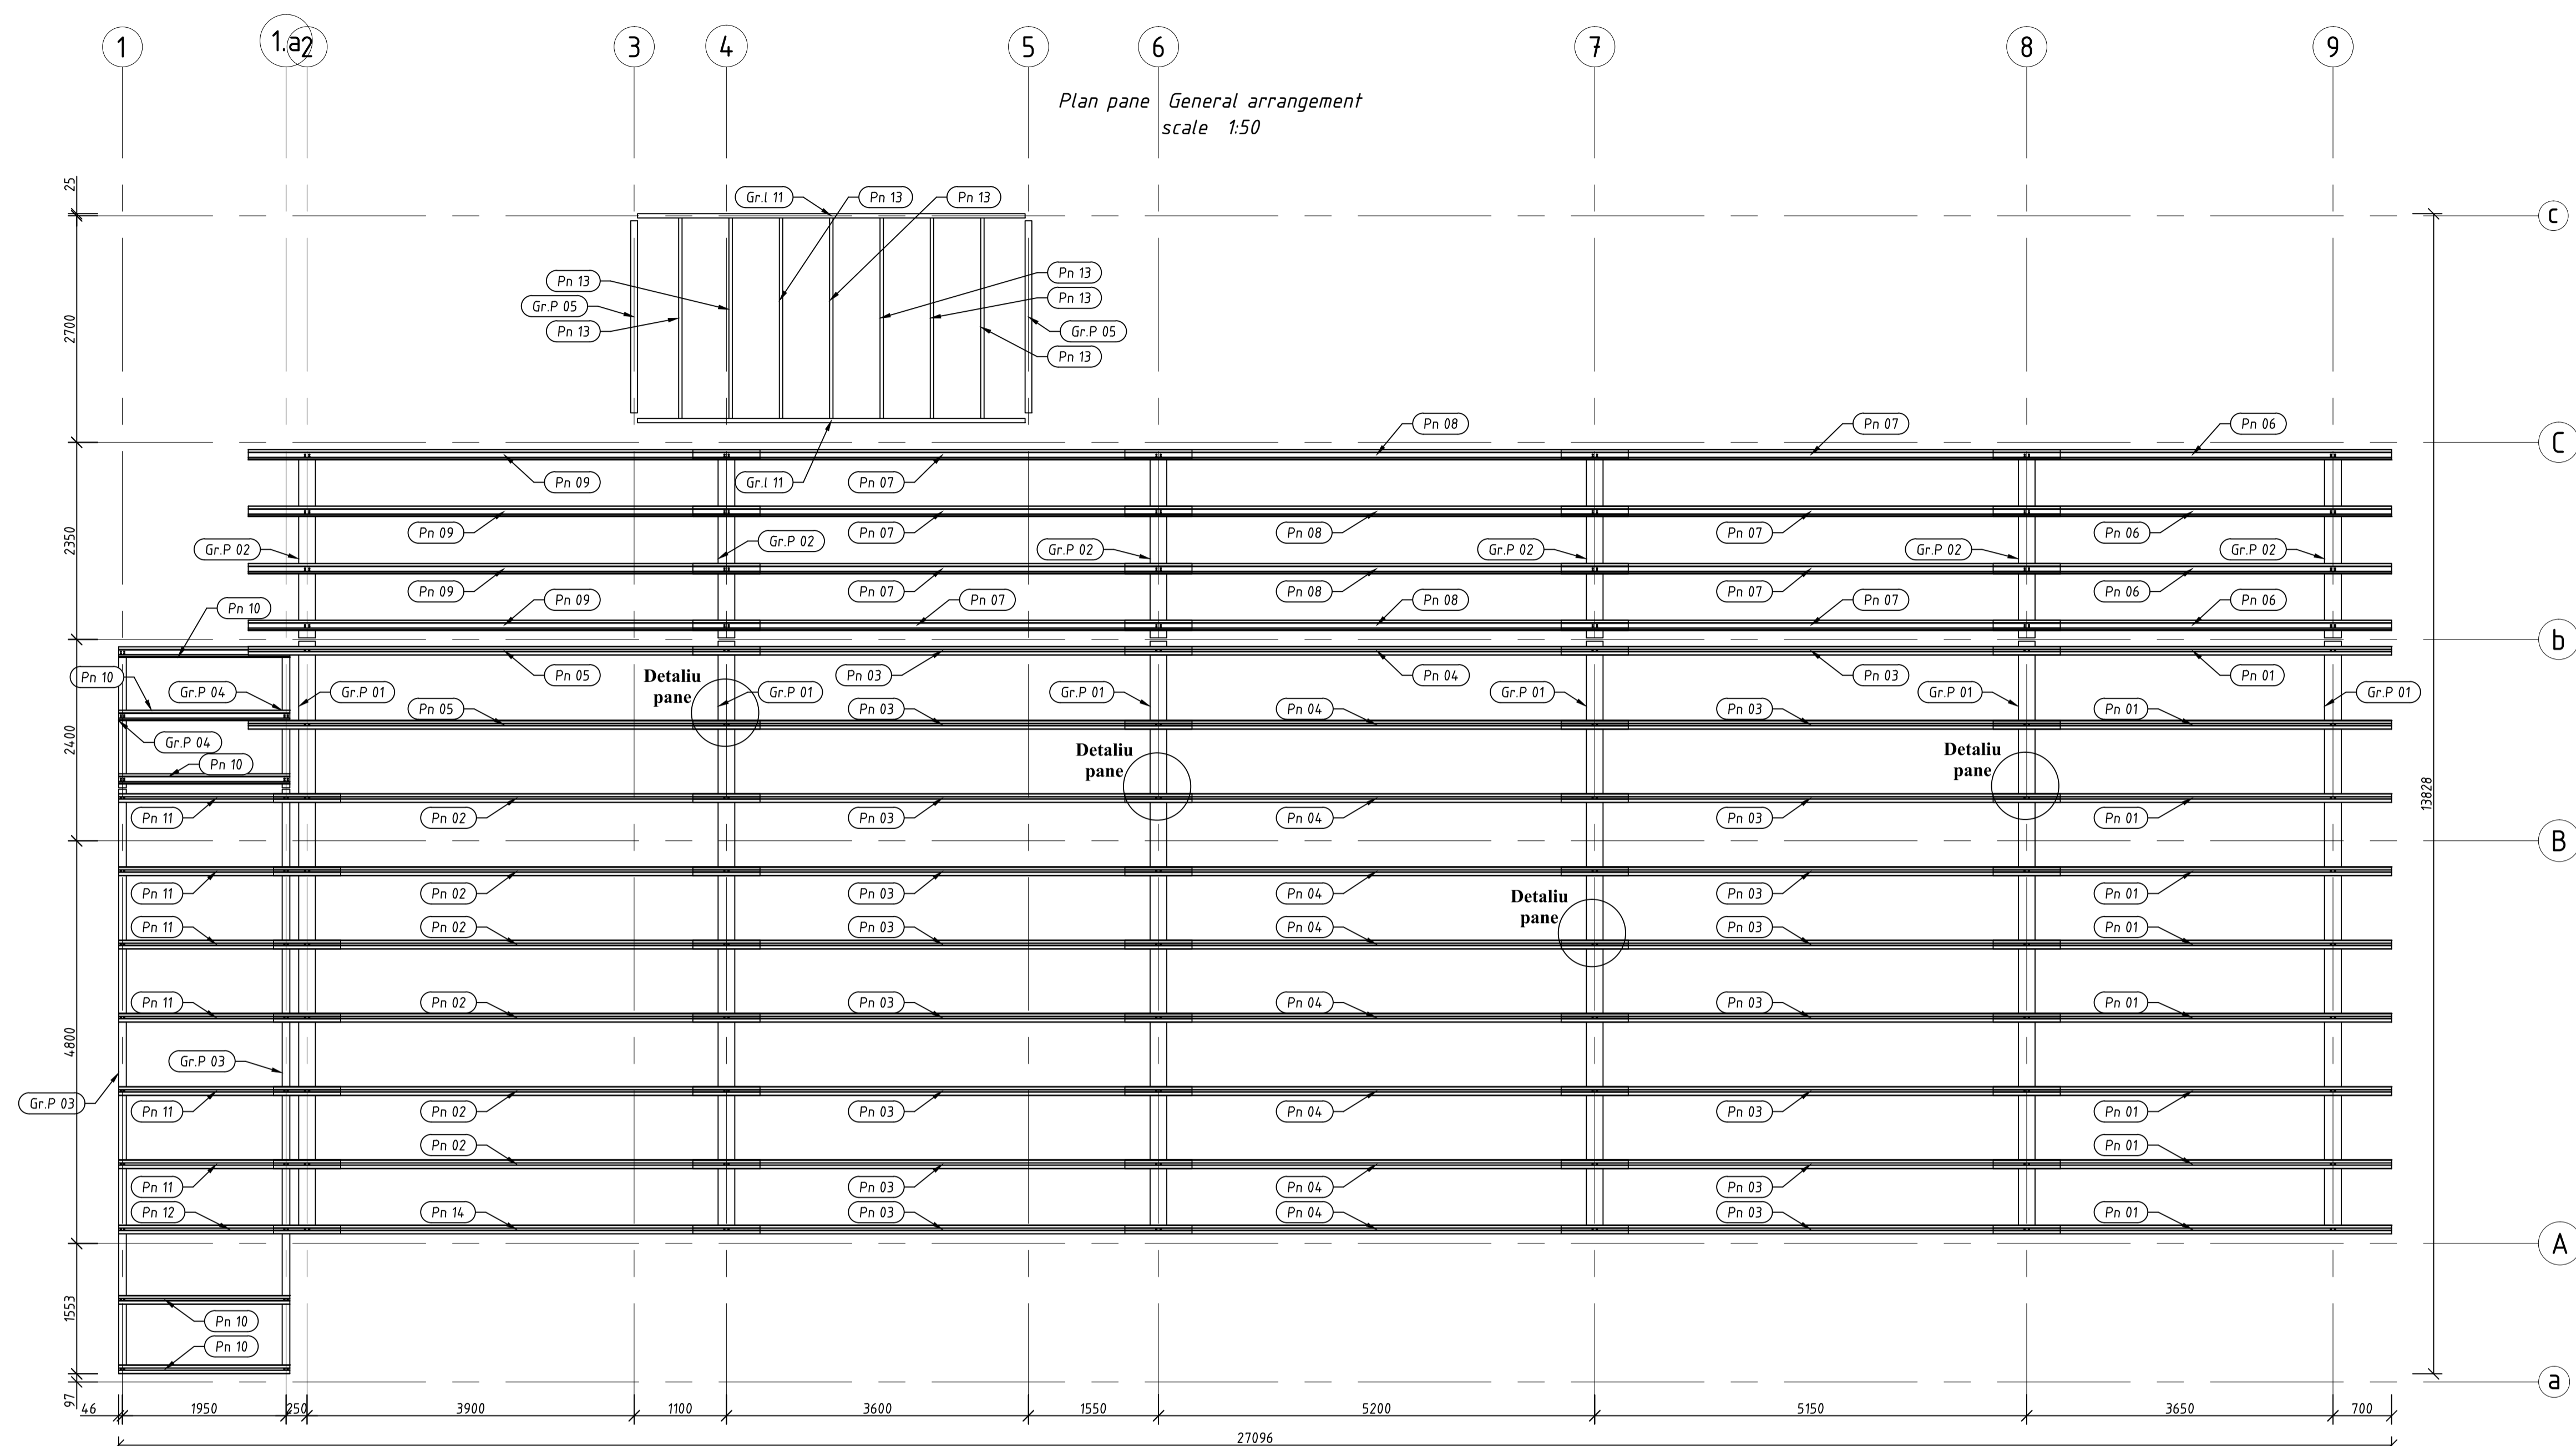 1 1.a 2 3 4 5 6 7 8 9
Plan pane General arrangement
scale 1:50
25
c
Gr.l 11 Pn 13 Pn 13
Pn 13 Pn 13
Gr.P 05 Pn 13
2700
Pn 13 Gr.P 05
Pn 13
Pn 08 Pn 07 Pn 06
C
Pn 09 Gr.l 11 Pn 07
2350
Pn 09 Pn 07 Pn 08 Pn 07 Pn 06
Gr.P 02 Gr.P 02 Gr.P 02 Gr.P 02 Gr.P 02 Gr.P 02
Pn 09 Pn 07 Pn 08 Pn 07 Pn 06
Pn 10 Pn 09 Pn 07 Pn 08 Pn 07 Pn 06
b
Pn 10 Pn 05 Detaliu Pn 03 Pn 04 Pn 03 Pn 01
pane
Gr.P 04 Gr.P 01 Gr.P 01 Gr.P 01 Gr.P 01 Gr.P 01 Gr.P 01
Pn 05 Pn 03 Pn 04 Pn 03 Pn 01
2400
Gr.P 04 Detaliu Detaliu
Pn 10 pane pane
13828
Pn 11 Pn 02 Pn 03 Pn 04 Pn 03 Pn 01
B
Pn 11 Pn 02 Pn 03 Pn 04 Detaliu Pn 03 Pn 01
pane
Pn 11 Pn 02 Pn 03 Pn 04 Pn 03 Pn 01
Pn 11 Pn 02 Pn 03 Pn 04 Pn 03 Pn 01
4800
Gr.P 03
Gr.P 03
Pn 11 Pn 02 Pn 03 Pn 04 Pn 03 Pn 01
Pn 02 Pn 01
Pn 11 Pn 03 Pn 04 Pn 03
Pn 12 Pn 14 Pn 03 Pn 04 Pn 03 Pn 01
A
1553
Pn 10
Pn 10
a
97
46 1950 250 3900 1100 3600 1550 5200 5150 3650 700
27096